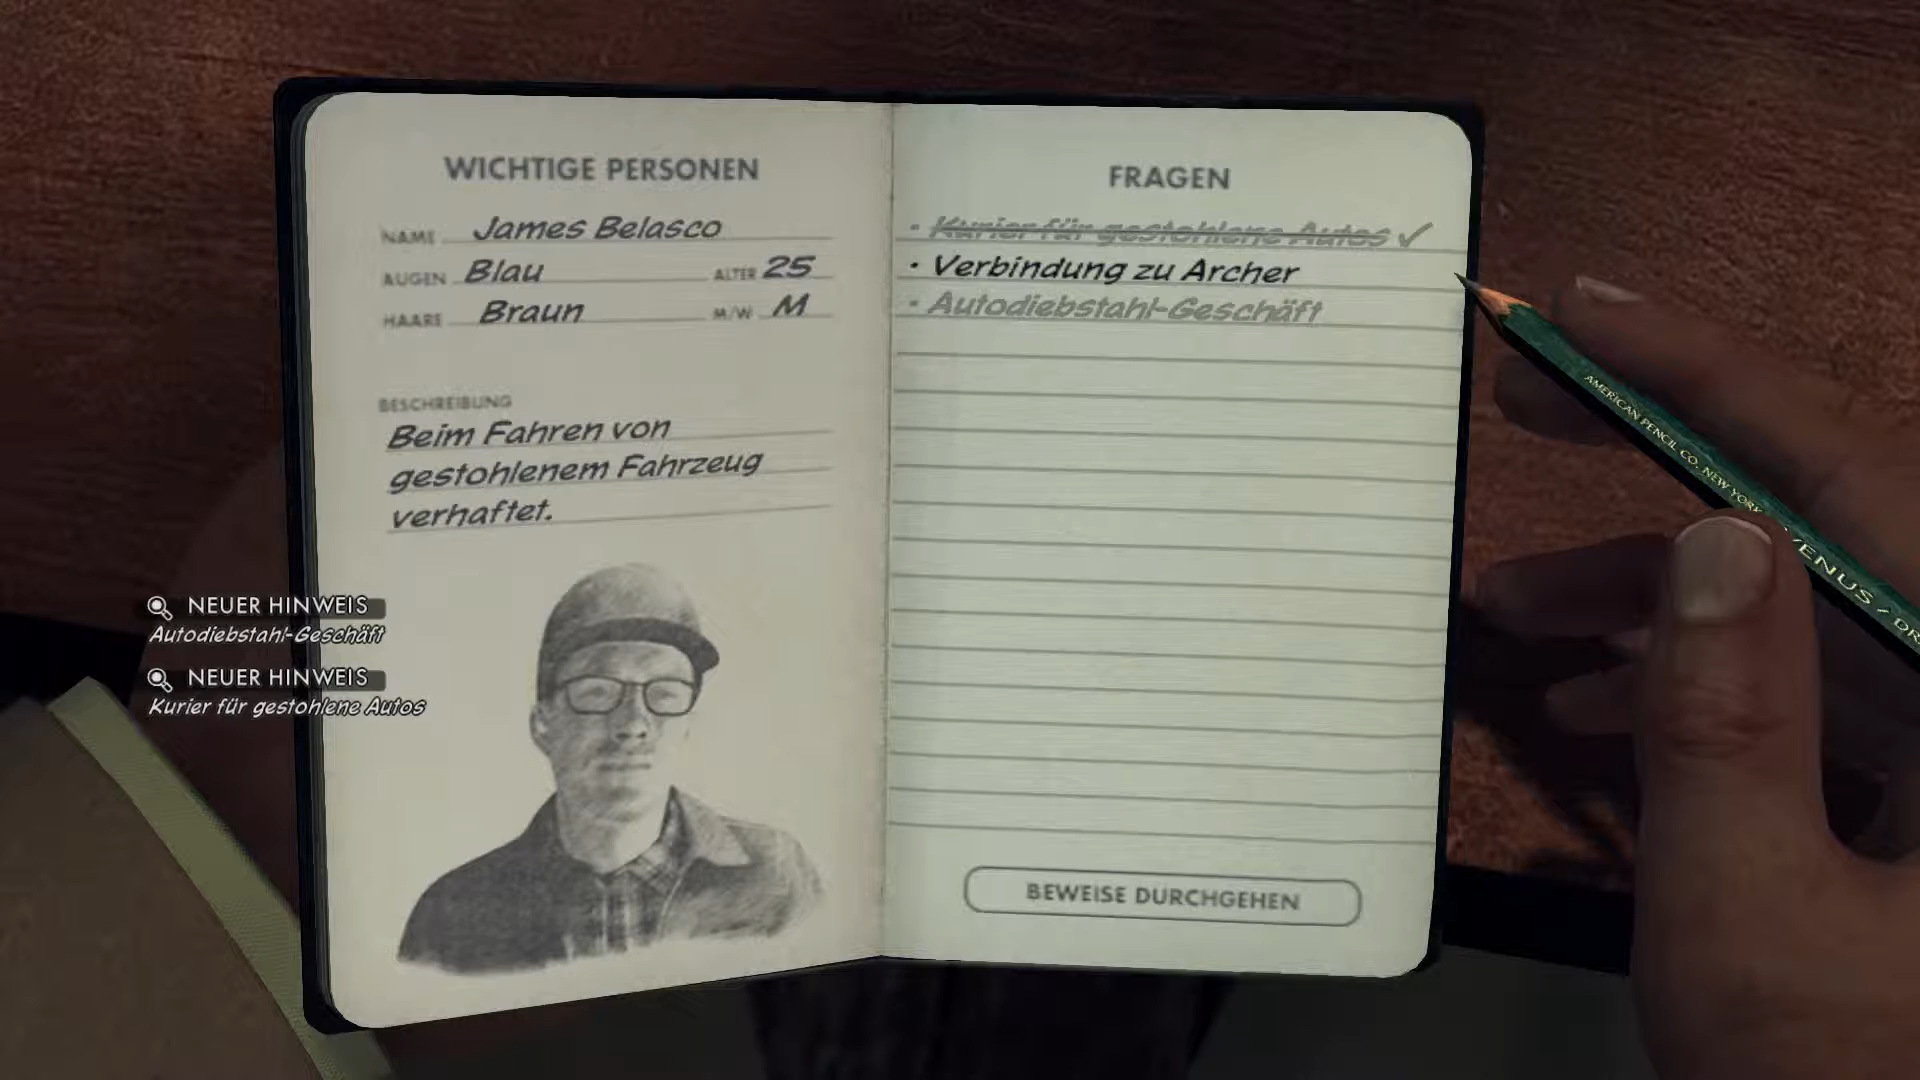 WICHTIGE PERSONEN
NAME James Belasco
AUGEN Blau ALTER 25
HAARE Braun M/W M
BESCHREIBUNG
Beim Fahren von
gestohlenem Fahrzeug
verhaftet.
FRAGEN
• Kurier für gestohlene Autos ✓
• Verbindung zu Archer
• Autodiebstahl-Geschäft
BEWEISE DURCHGEHEN
NEUER HINWEIS
Autodiebstahl-Geschäft
NEUER HINWEIS
Kurier für gestohlene Autos
AMERICAN PENCIL CO. NEW YORK
VENUS